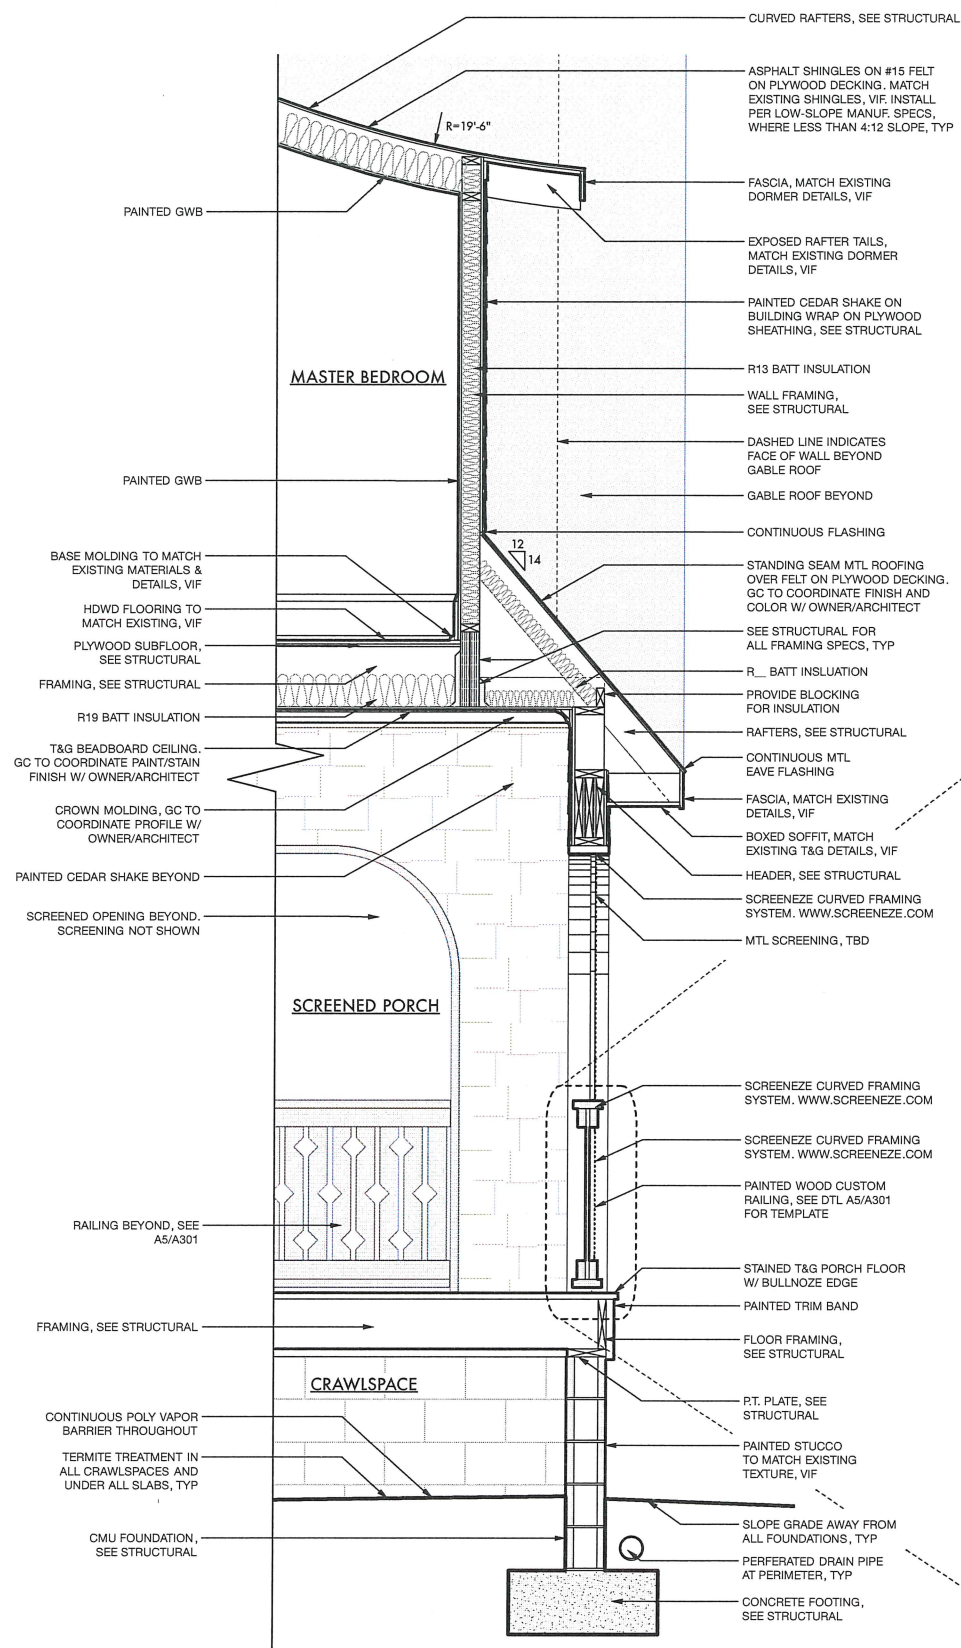 CURVED RAFTERS, SEE STRUCTURAL
ASPHALT SHINGLES ON #15 FELT
ON PLYWOOD DECKING. MATCH
EXISTING SHINGLES, VIF. INSTALL
PER LOW-SLOPE MANUF. SPECS,
WHERE LESS THAN 4:12 SLOPE, TYP
R=19'-6"
FASCIA, MATCH EXISTING
DORMER DETAILS, VIF
PAINTED GWB
EXPOSED RAFTER TAILS,
MATCH EXISTING DORMER
DETAILS, VIF
PAINTED CEDAR SHAKE ON
BUILDING WRAP ON PLYWOOD
SHEATHING, SEE STRUCTURAL
MASTER BEDROOM
R13 BATT INSULATION
WALL FRAMING,
SEE STRUCTURAL
DASHED LINE INDICATES
FACE OF WALL BEYOND
GABLE ROOF
PAINTED GWB
GABLE ROOF BEYOND
CONTINUOUS FLASHING
12
14
BASE MOLDING TO MATCH
EXISTING MATERIALS &
DETAILS, VIF
STANDING SEAM MTL ROOFING
OVER FELT ON PLYWOOD DECKING.
GC TO COORDINATE FINISH AND
COLOR W/ OWNER/ARCHITECT
HDWD FLOORING TO
MATCH EXISTING, VIF
SEE STRUCTURAL FOR
ALL FRAMING SPECS, TYP
PLYWOOD SUBFLOOR,
SEE STRUCTURAL
R__ BATT INSLUATION
FRAMING, SEE STRUCTURAL
PROVIDE BLOCKING
FOR INSULATION
R19 BATT INSULATION
RAFTERS, SEE STRUCTURAL
T&G BEADBOARD CEILING.
GC TO COORDINATE PAINT/STAIN
FINISH W/ OWNER/ARCHITECT
CONTINUOUS MTL
EAVE FLASHING
CROWN MOLDING, GC TO
COORDINATE PROFILE W/
OWNER/ARCHITECT
FASCIA, MATCH EXISTING
DETAILS, VIF
BOXED SOFFIT, MATCH
EXISTING T&G DETAILS, VIF
PAINTED CEDAR SHAKE BEYOND
HEADER, SEE STRUCTURAL
SCREENEZE CURVED FRAMING
SYSTEM. WWW.SCREENEZE.COM
SCREENED OPENING BEYOND.
SCREENING NOT SHOWN
MTL SCREENING, TBD
SCREENED PORCH
SCREENEZE CURVED FRAMING
SYSTEM. WWW.SCREENEZE.COM
SCREENEZE CURVED FRAMING
SYSTEM. WWW.SCREENEZE.COM
PAINTED WOOD CUSTOM
RAILING, SEE DTL A5/A301
FOR TEMPLATE
RAILING BEYOND, SEE
A5/A301
STAINED T&G PORCH FLOOR
W/ BULLNOZE EDGE
PAINTED TRIM BAND
FRAMING, SEE STRUCTURAL
FLOOR FRAMING,
SEE STRUCTURAL
CRAWLSPACE
P.T. PLATE, SEE
STRUCTURAL
CONTINUOUS POLY VAPOR
BARRIER THROUGHOUT
PAINTED STUCCO
TO MATCH EXISTING
TEXTURE, VIF
TERMITE TREATMENT IN
ALL CRAWLSPACES AND
UNDER ALL SLABS, TYP
SLOPE GRADE AWAY FROM
ALL FOUNDATIONS, TYP
CMU FOUNDATION,
SEE STRUCTURAL
PERFERATED DRAIN PIPE
AT PERIMETER, TYP
CONCRETE FOOTING,
SEE STRUCTURAL